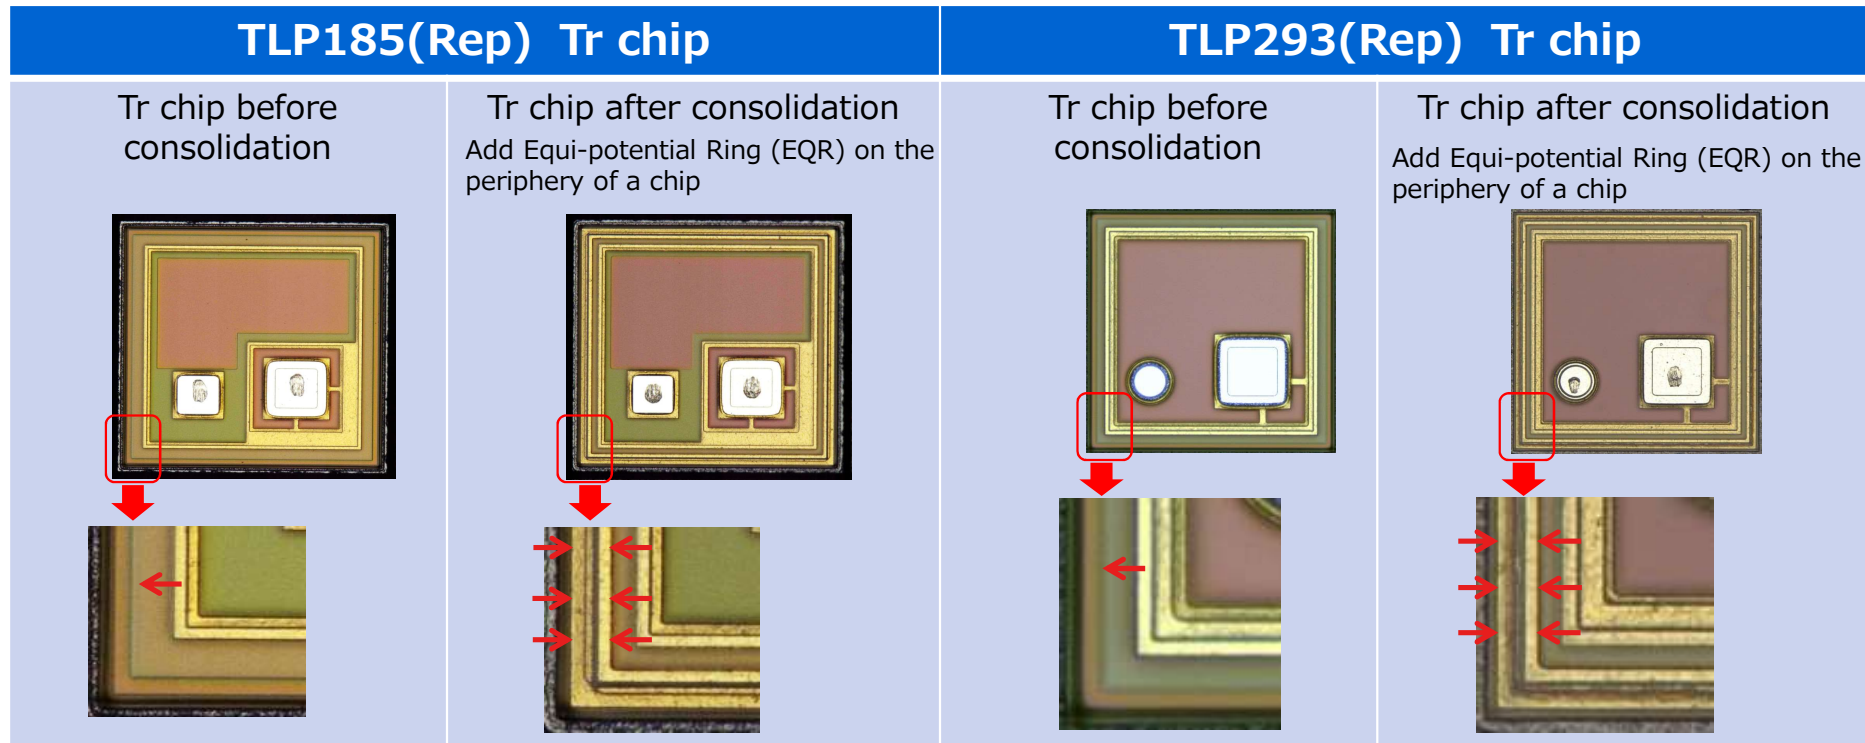 TLP185(Rep) Tr chip
TLP293(Rep) Tr chip
Tr chip before
consolidation
Tr chip after consolidation
Add Equi-potential Ring (EQR) on the
periphery of a chip
Tr chip before
consolidation
Tr chip after consolidation
Add Equi-potential Ring (EQR) on the
periphery of a chip